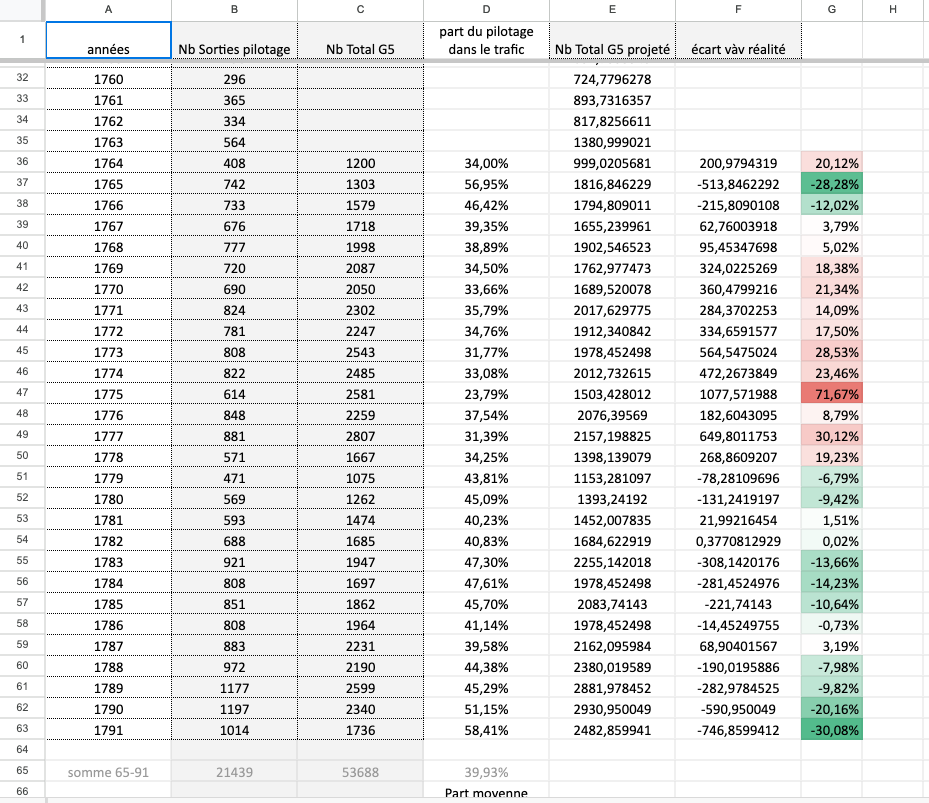 A B C D E F G H
1 années Nb Sorties pilotage Nb Total G5 part du pilotage dans le trafic Nb Total G5 projeté écart vàv réalité
32 1760 296 724,7796278
33 1761 365 893,7316357
34 1762 334 817,8256611
35 1763 564 1380,999021
36 1764 408 1200 34,00% 999,0205681 200,9794319 20,12%
37 1765 742 1303 56,95% 1816,846229 -513,8462292 -28,28%
38 1766 733 1579 46,42% 1794,809011 -215,8090108 -12,02%
39 1767 676 1718 39,35% 1655,239961 62,76003918 3,79%
40 1768 777 1998 38,89% 1902,546523 95,45347698 5,02%
41 1769 720 2087 34,50% 1762,977473 324,0225269 18,38%
42 1770 690 2050 33,66% 1689,520078 360,4799216 21,34%
43 1771 824 2302 35,79% 2017,629775 284,3702253 14,09%
44 1772 781 2247 34,76% 1912,340842 334,6591577 17,50%
45 1773 808 2543 31,77% 1978,452498 564,5475024 28,53%
46 1774 822 2485 33,08% 2012,732615 472,2673849 23,46%
47 1775 614 2581 23,79% 1503,428012 1077,571988 71,67%
48 1776 848 2259 37,54% 2076,39569 182,6043095 8,79%
49 1777 881 2807 31,39% 2157,198825 649,8011753 30,12%
50 1778 571 1667 34,25% 1398,139079 268,8609207 19,23%
51 1779 471 1075 43,81% 1153,281097 -78,28109696 -6,79%
52 1780 569 1262 45,09% 1393,24192 -131,2419197 -9,42%
53 1781 593 1474 40,23% 1452,007835 21,99216454 1,51%
54 1782 688 1685 40,83% 1684,622919 0,3770812929 0,02%
55 1783 921 1947 47,30% 2255,142018 -308,1420176 -13,66%
56 1784 808 1697 47,61% 1978,452498 -281,4524976 -14,23%
57 1785 851 1862 45,70% 2083,74143 -221,74143 -10,64%
58 1786 808 1964 41,14% 1978,452498 -14,45249755 -0,73%
59 1787 883 2231 39,58% 2162,095984 68,90401567 3,19%
60 1788 972 2190 44,38% 2380,019589 -190,0195886 -7,98%
61 1789 1177 2599 45,29% 2881,978452 -282,9784525 -9,82%
62 1790 1197 2340 51,15% 2930,950049 -590,950049 -20,16%
63 1791 1014 1736 58,41% 2482,859941 -746,8599412 -30,08%
64
65 somme 65-91 21439 53688 39,93%
66 Part moyenne